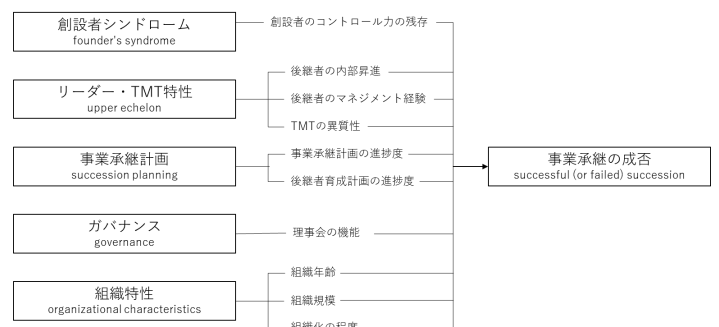 創設者シンドローム
founder's syndrome
創設者のコントロール力の残存
リーダー・TMT特性
upper echelon
後継者の内部昇進
後継者のマネジメント経験
TMTの異質性
事業承継計画
succession planning
事業承継計画の進捗度
後継者育成計画の進捗度
事業承継の成否
successful (or failed) succession
ガバナンス
governance
理事会の機能
組織特性
organizational characteristics
組織年齢
組織規模
組織化の程度